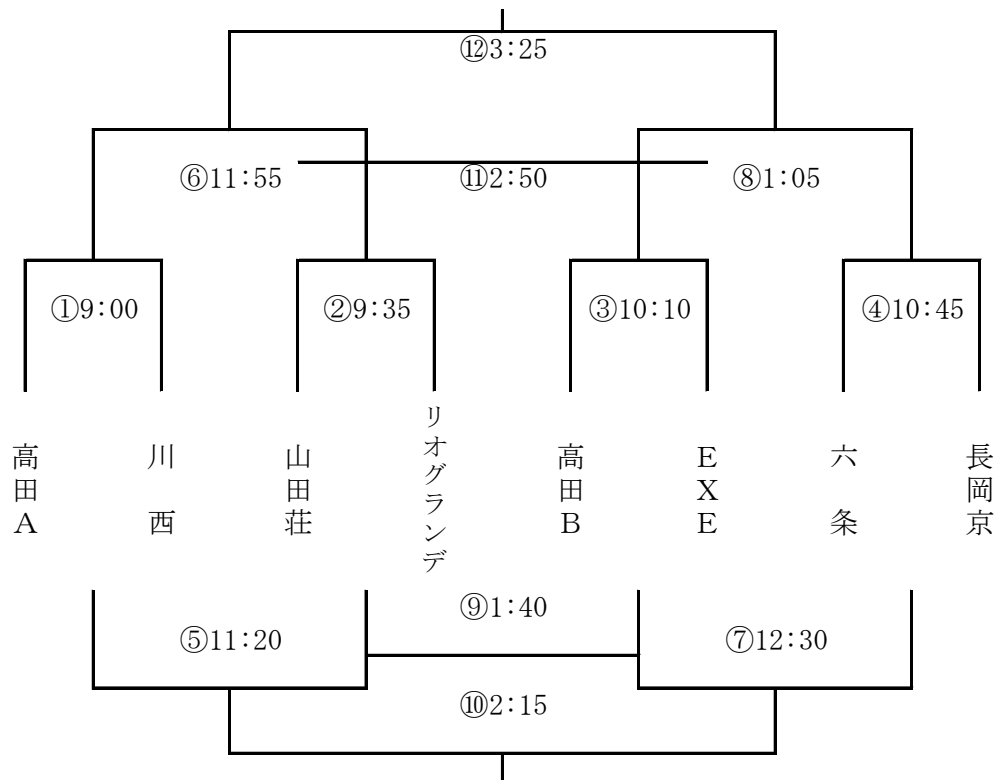 ⑫3:25
⑥11:55
⑪2:50
⑧1:05
①9:00
②9:35
③10:10
④10:45
高田A
川西
山田荘
リオグランデ
高田B
EXE
六条
長岡京
⑨1:40
⑤11:20
⑦12:30
⑩2:15